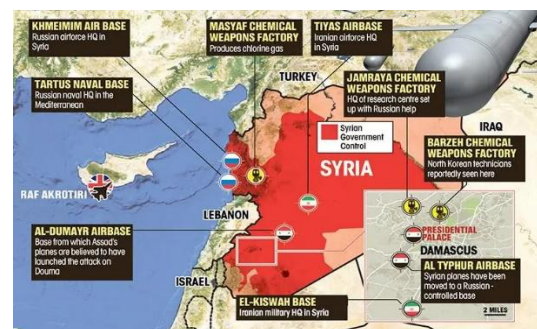 KHMEIMIM AIR BASE
Russian airforce HQ in
Syria
MASYAF CHEMICAL
WEAPONS FACTORY
Produces chlorine gas
TIYAS AIRBASE
Iranian airforce HQ
in Syria
TARTUS NAVAL BASE
Russian naval HQ in the
Mediterranean
TURKEY
JAMRAYA CHEMICAL
WEAPONS FACTORY
HQ of research centre set
up with Russian help
Syrian
Government
Control
IRAQ
BARZEH CHEMICAL
WEAPONS FACTORY
North Korean technicians
reportedly seen here
SYRIA
RAF AKROTIRI
LEBANON
AL-DUMAYR AIRBASE
Base from which Assad's
planes are believed to have
launched the attack on
Douma
PRESIDENTIAL
PALACE
DAMASCUS
AL TYPHUR AIRBASE
Syrian planes have been
moved to a Russian-
controlled base
ISRAEL
EL-KISWAH BASE
Iranian military HQ in Syria
2 MILES